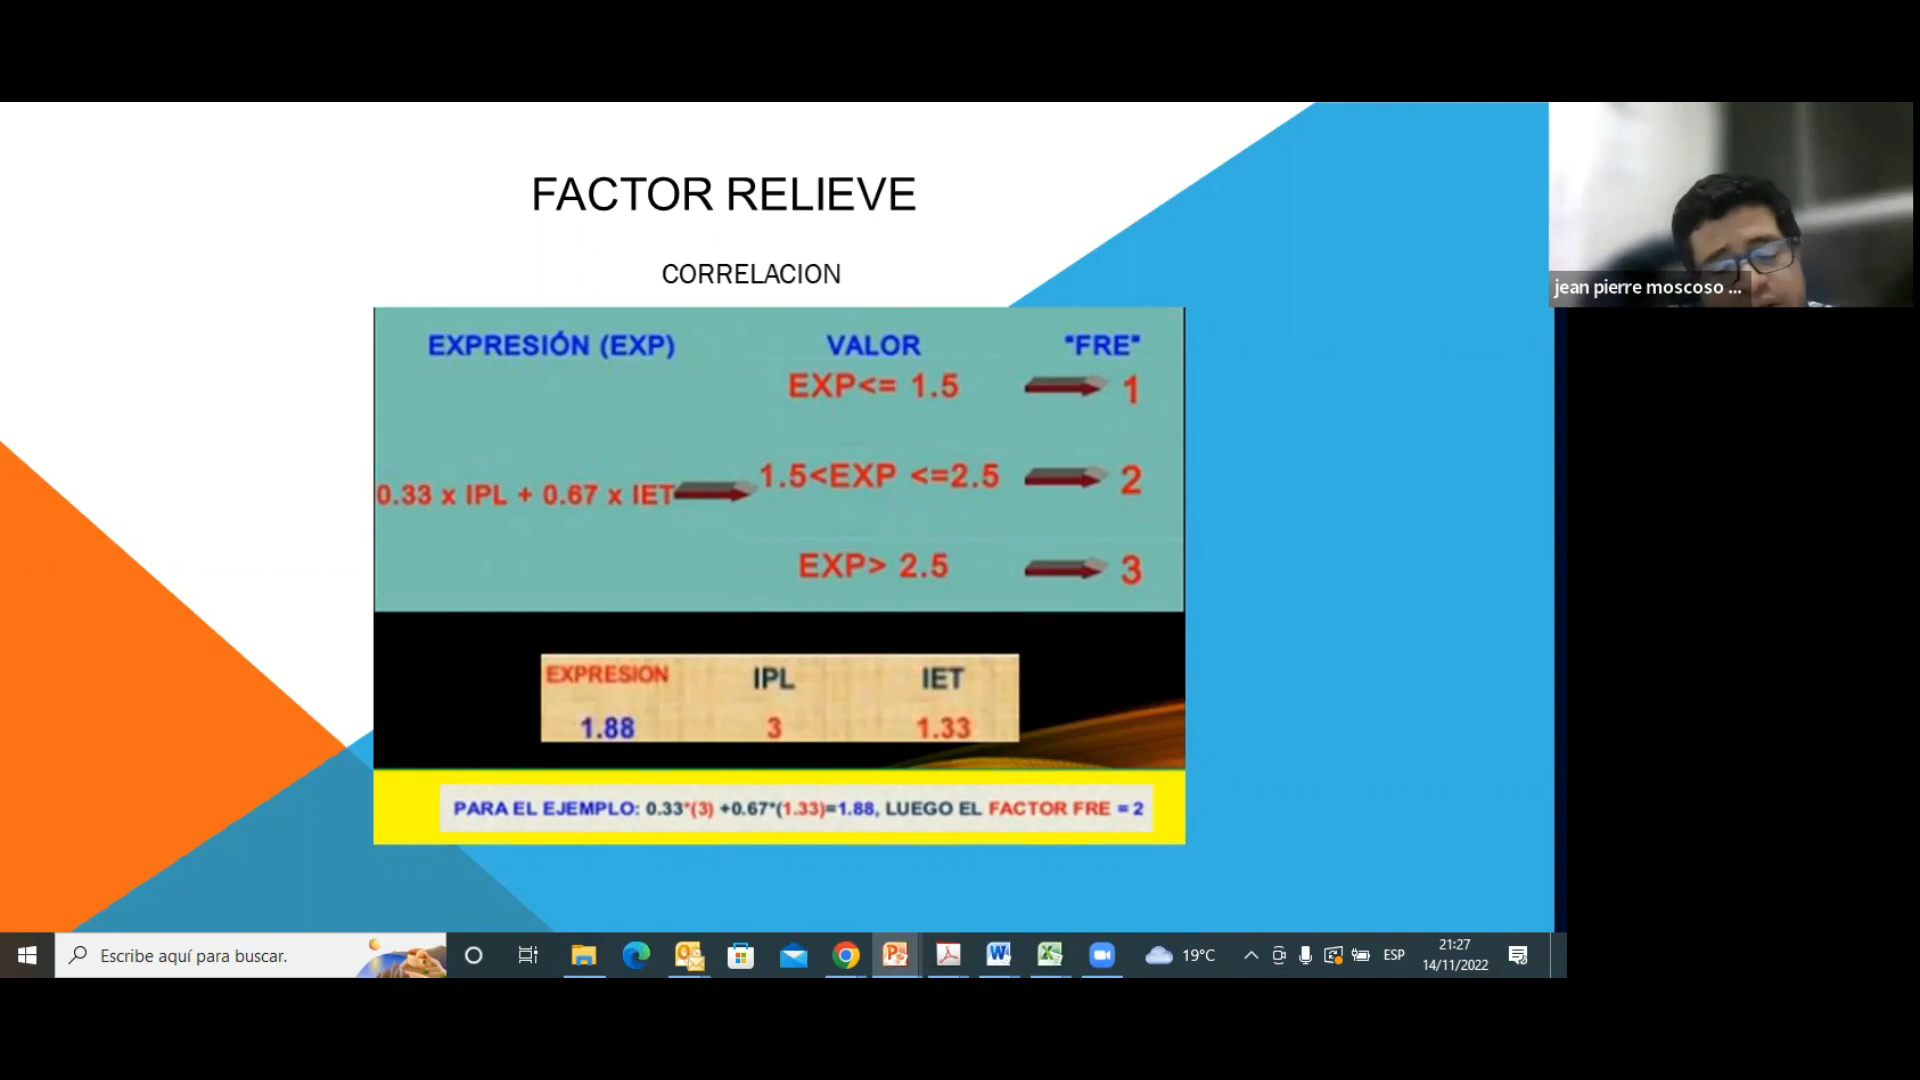 FACTOR RELIEVE
CORRELACION
EXPRESIÓN (EXP) VALOR "FRE"
EXP<= 1.5 1
0.33 x IPL + 0.67 x IET 1.5<EXP <=2.5 2
EXP> 2.5 3
EXPRESION IPL IET
1.88 3 1.33
PARA EL EJEMPLO: 0.33*(3) +0.67*(1.33)=1.88, LUEGO EL FACTOR FRE = 2
jean pierre moscoso ...
Escribe aquí para buscar.
19°C
ESP
21:27
14/11/2022